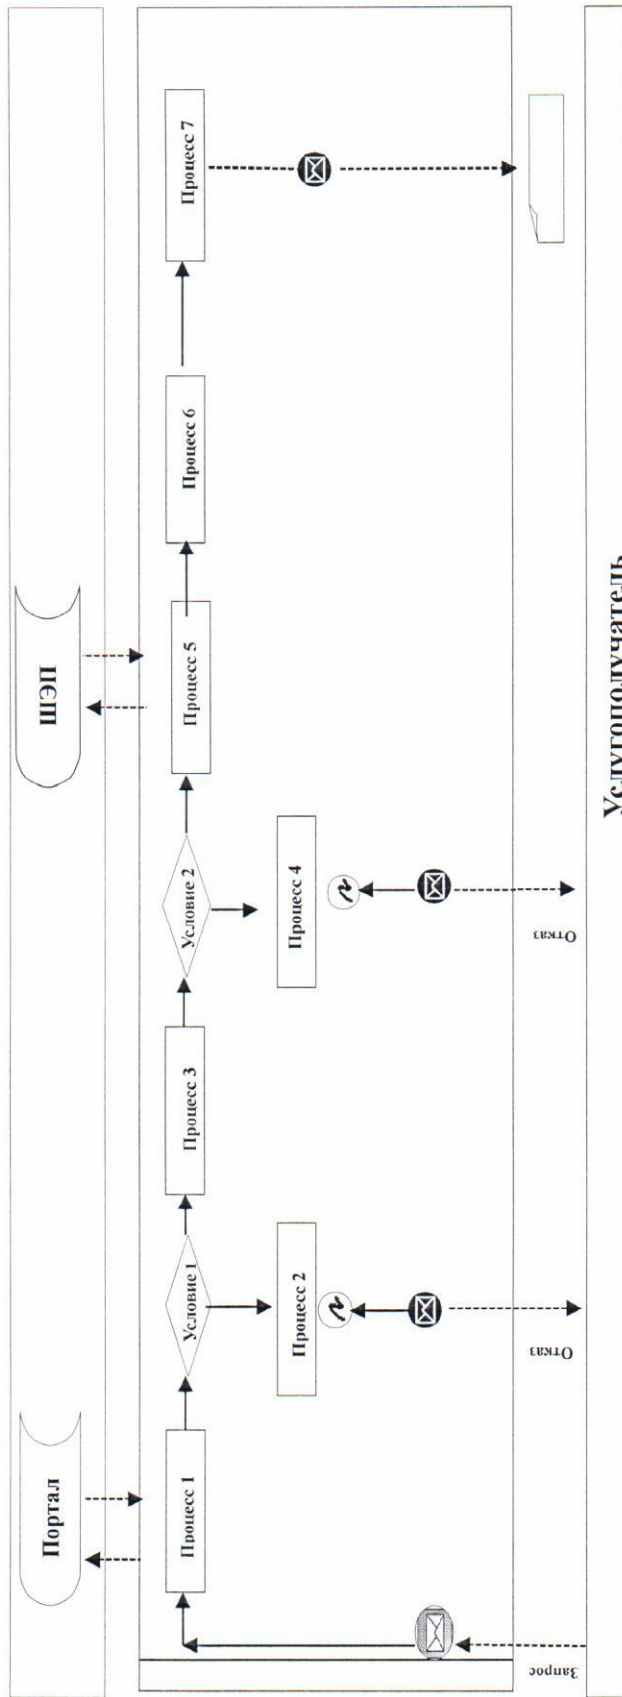 Портал
ШЭП
Процесс 1
Условие 1
Процесс 3
Условие 2
Процесс 5
Процесс 6
Процесс 7
Процесс 2
Процесс 4
Запрос
Отказ
Отказ
Услугополучатель